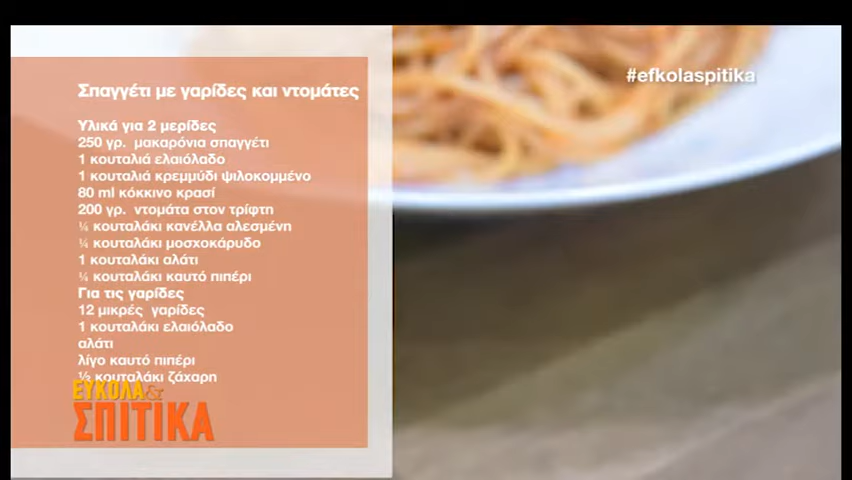 Σπαγγέτι με γαρίδες και ντομάτες
#efkolaspitika
Υλικά για 2 μερίδες
250 γρ. μακαρόνια σπαγγέτι
1 κουταλιά ελαιόλαδο
1 κουταλιά κρεμμύδι ψιλοκομμένο
80 ml κόκκινο κρασί
200 γρ. ντομάτα στον τρίφτη
¼ κουταλάκι κανέλλα αλεσμένη
¼ κουταλάκι μοσχοκάρυδο
1 κουταλάκι αλάτι
¼ κουταλάκι καυτό πιπέρι
Για τις γαρίδες
12 μικρές γαρίδες
1 κουταλάκι ελαιόλαδο
αλάτι
λίγο καυτό πιπέρι
½ κουταλάκι ζάχαρη
ΕΥΚΟΛΑ &
ΣΠΙΤΙΚΑ